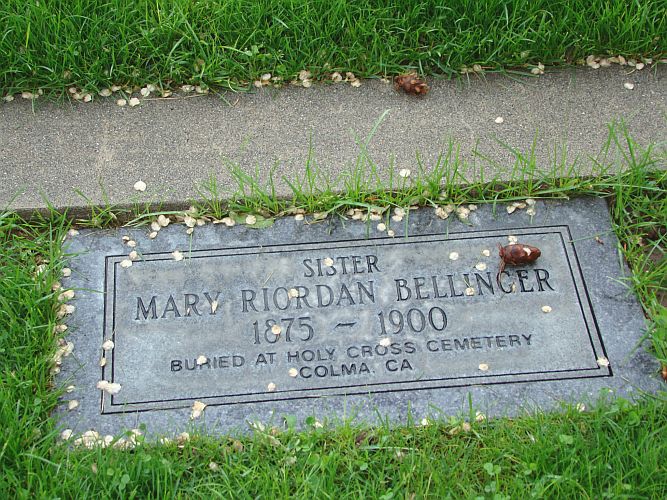 SISTER
MARY RIORDAN BELLINGER
1875 ~ 1900
BURIED AT HOLY CROSS CEMETERY
COLMA. CA